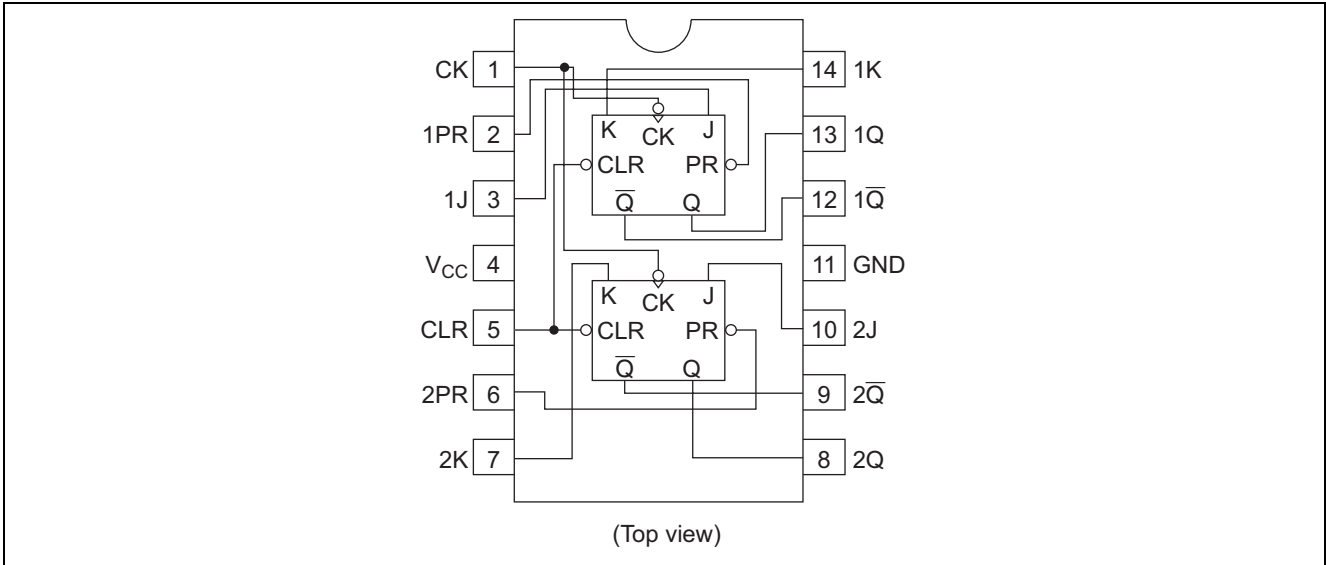 CK 1 14 1K
K CK J
1PR 2 13 1Q
CLR PR
1J 3 12 1Q̅
Q̅ Q
V_CC 4 11 GND
K CK J
CLR 5 CLR PR 10 2J
Q̅ Q
2PR 6 9 2Q̅
2K 7 8 2Q
(Top view)